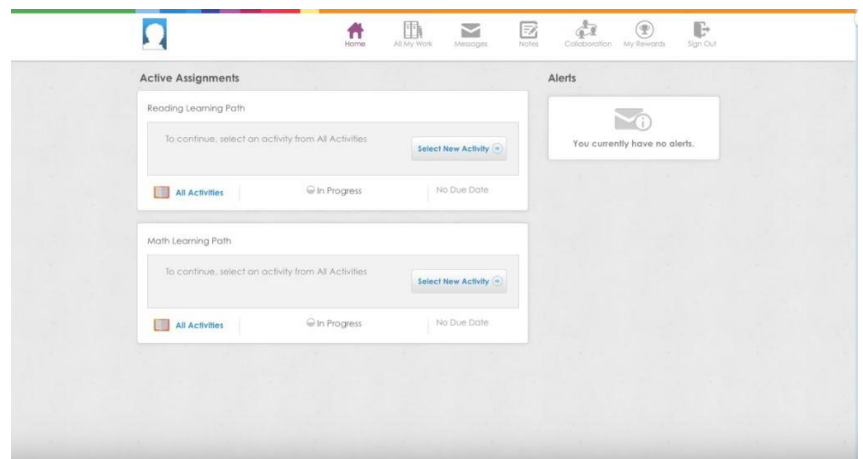 Home
All My Work
Messages
Notes
Collaboration
My Rewards
Sign Out
Active Assignments
Reading Learning Path
To continue, select an activity from All Activities
Select New Activity
All Activities
In Progress
No Due Date
Math Learning Path
To continue, select an activity from All Activities
Select New Activity
All Activities
In Progress
No Due Date
Alerts
You currently have no alerts.